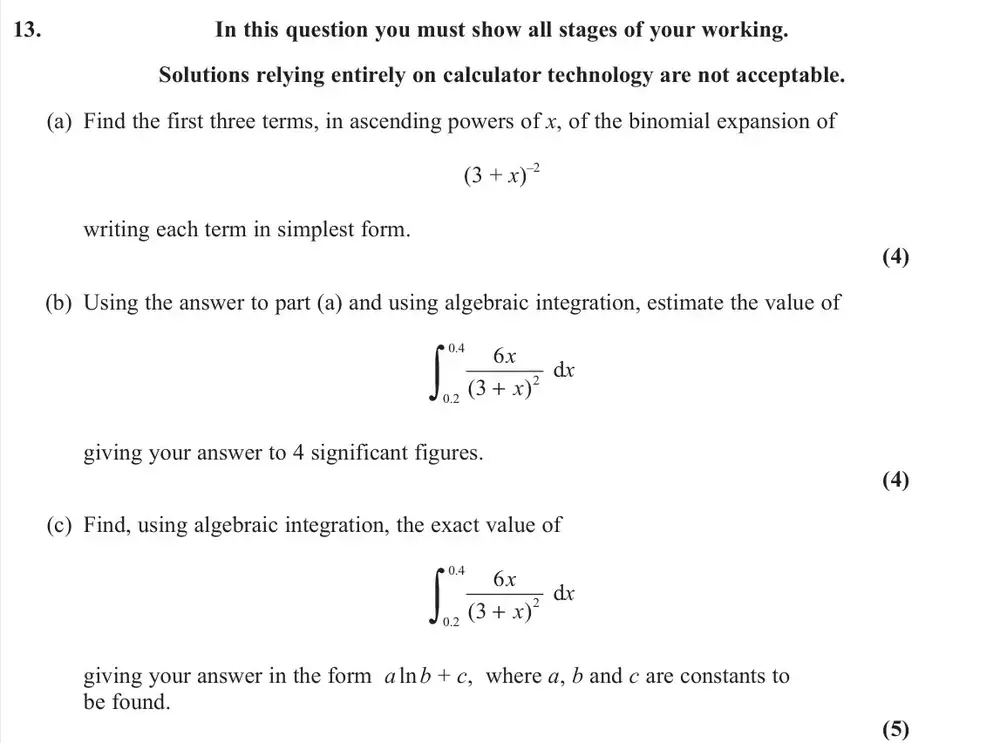 13. In this question you must show all stages of your working.
Solutions relying entirely on calculator technology are not acceptable.
(a) Find the first three terms, in ascending powers of x, of the binomial expansion of
(3 + x)⁻²
writing each term in simplest form.
(4)
(b) Using the answer to part (a) and using algebraic integration, estimate the value of
∫₀.₂⁰·⁴ 6x/(3 + x)² dx
giving your answer to 4 significant figures.
(4)
(c) Find, using algebraic integration, the exact value of
∫₀.₂⁰·⁴ 6x/(3 + x)² dx
giving your answer in the form a ln b + c, where a, b and c are constants to
be found.
(5)